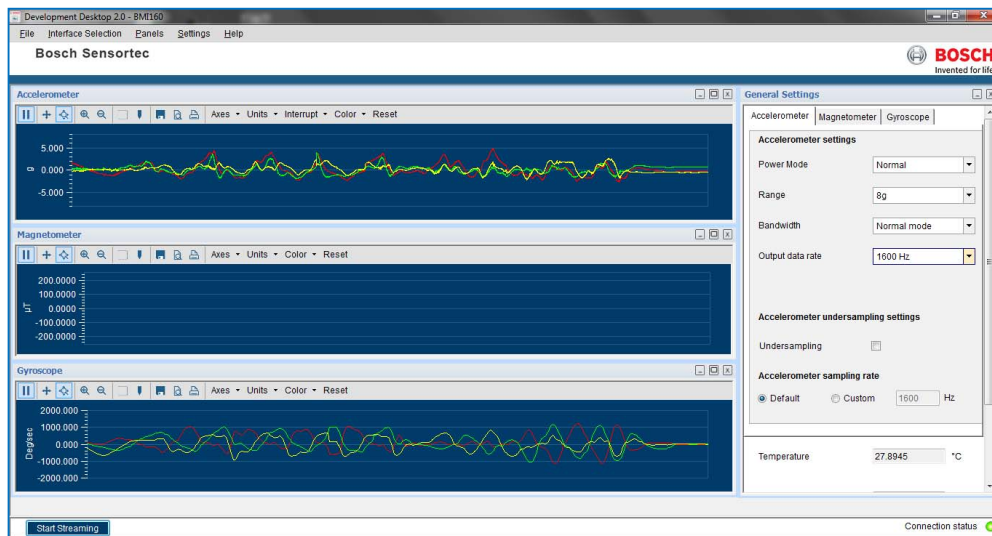 Development Desktop 2.0 - BMI160
File Interface Selection Panels Settings Help
Bosch Sensortec
BOSCH
Invented for life
Accelerometer
Axes Units Interrupt Color Reset
g
5.000
0.000
-5.000
Magnetometer
Axes Units Color Reset
µT
200.0000
100.0000
0.0000
-100.0000
-200.0000
Gyroscope
Axes Units Color Reset
Deg/sec
2000.000
1000.000
0.000
-1000.000
-2000.000
General Settings
Accelerometer Magnetometer Gyroscope
Accelerometer settings
Power Mode Normal
Range 8g
Bandwidth Normal mode
Output data rate 1600 Hz
Accelerometer undersampling settings
Undersampling
Accelerometer sampling rate
Default Custom 1600 Hz
Temperature 27.8945 °C
Start Streaming
Connection status